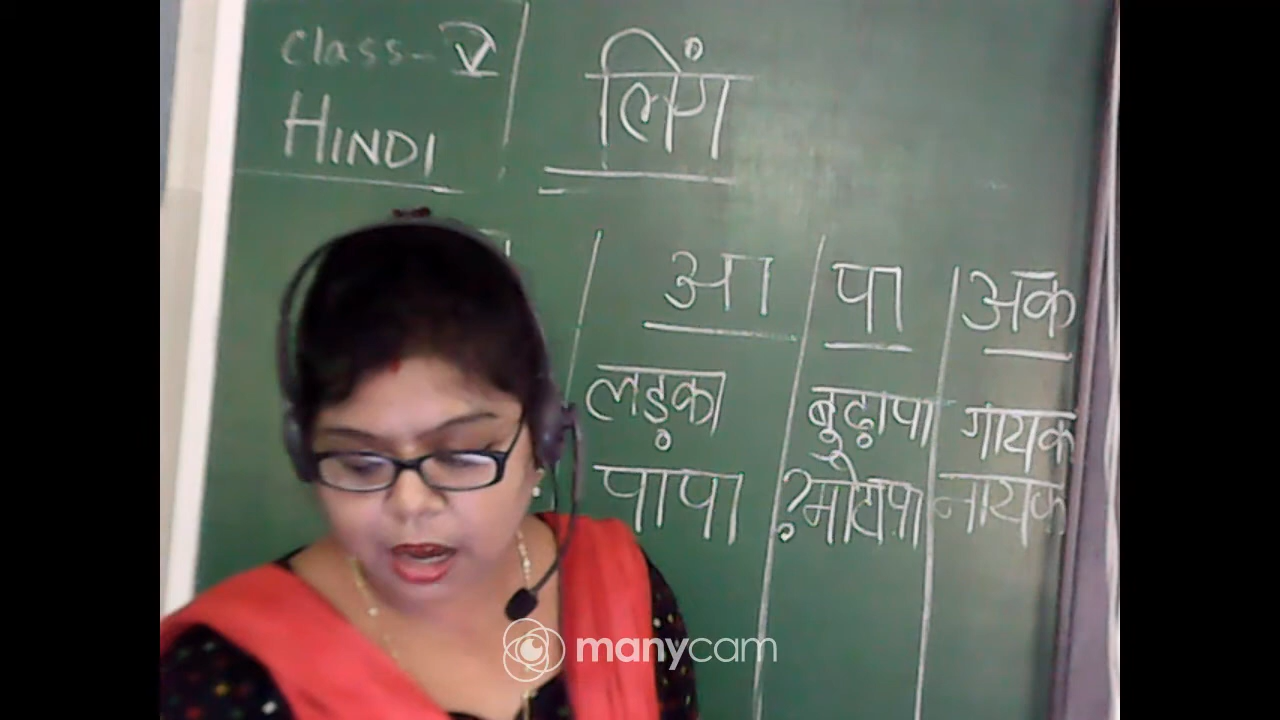 Class-V
HINDI
लिंग
आ पा अक
लड़का बुढ़ापा गायक
पापा ?मोटापा नायक
manycam